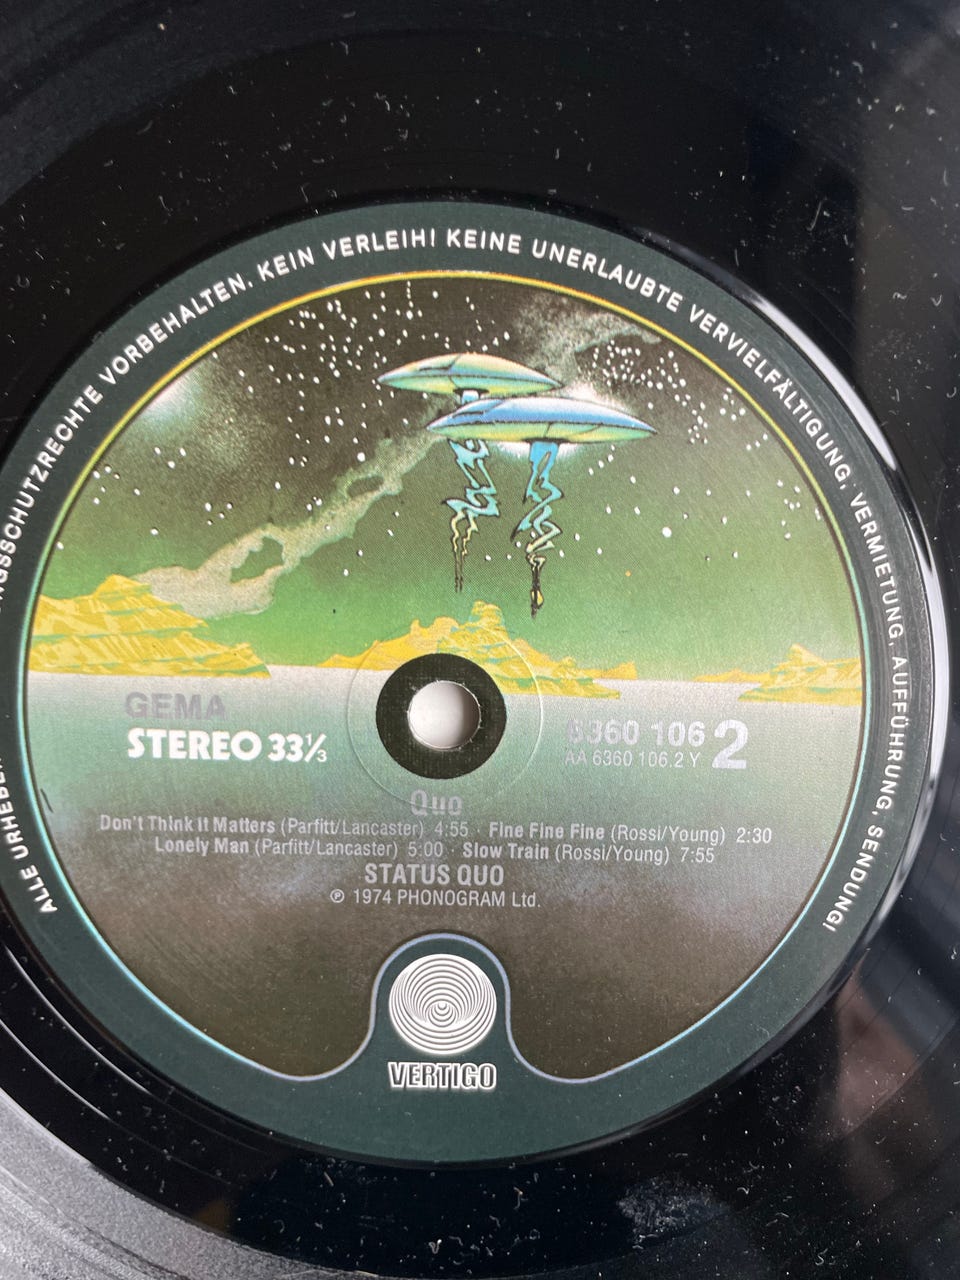 ALLE URHEBER
NGSSCHUTZRECHTE VORBEHALTEN. KEIN VERLEIH! KEINE UNERLAUBTE VERVIELFÄLTIGUNG, VERMIETUNG, AUFFÜHRUNG, SENDUNG!
GEMA
STEREO 33⅓
6360 106 2
AA 6360 106.2 Y
Quo
Don't Think It Matters (Parfitt/Lancaster) 4:55 · Fine Fine Fine (Rossi/Young) 2:30
Lonely Man (Parfitt/Lancaster) 5:00 · Slow Train (Rossi/Young) 7:55
STATUS QUO
℗ 1974 PHONOGRAM Ltd.
VERTIGO